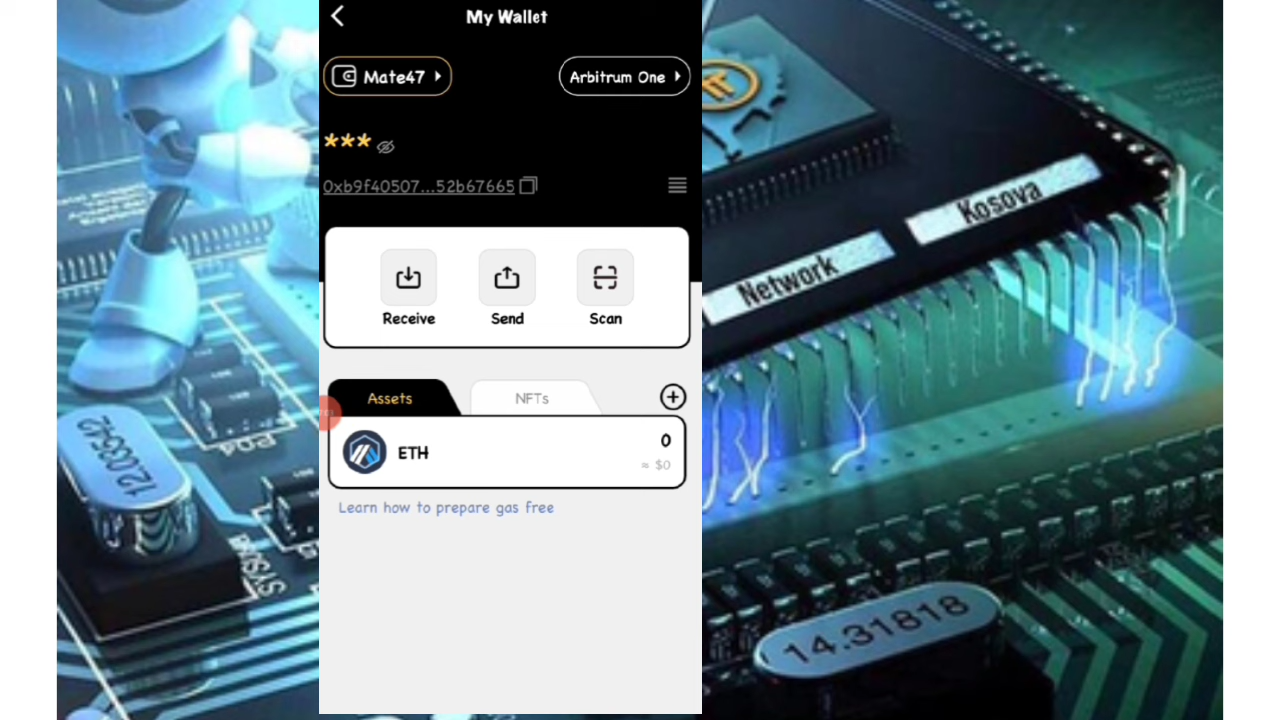 My Wallet
Mate47
Arbitrum One
***
0xb9f40507...52b67665
Receive
Send
Scan
Assets
NFTs
ETH
0
≈ $0
Learn how to prepare gas free
Kosova
Network
12.03542
14.31818